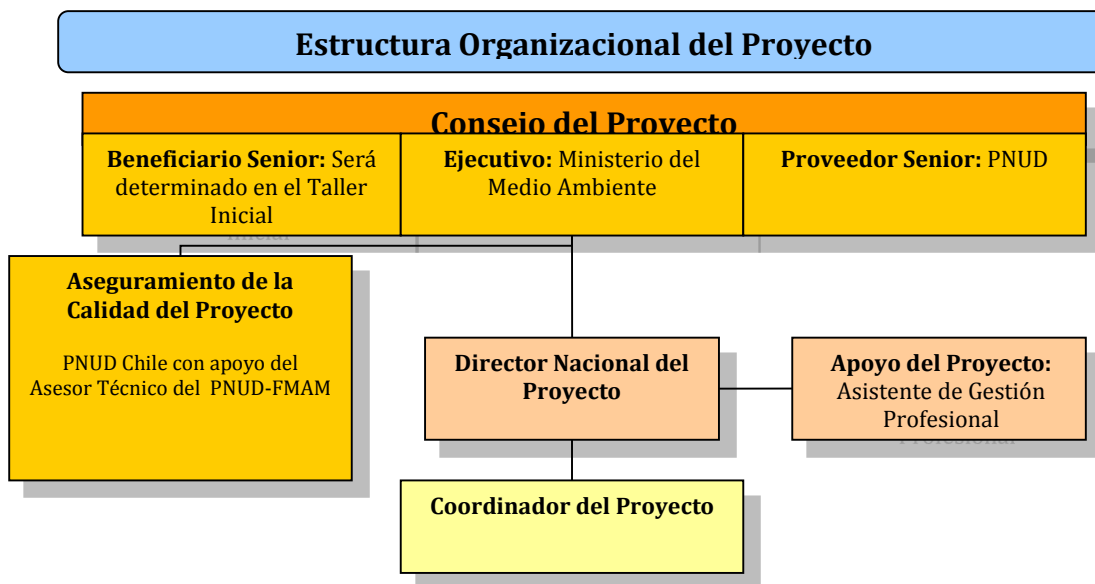 Estructura Organizacional del Proyecto
Consejo del Proyecto
Beneficiario Senior: Será
determinado en el Taller
Inicial
Ejecutivo: Ministerio del
Medio Ambiente
Proveedor Senior: PNUD
Aseguramiento de la
Calidad del Proyecto
PNUD Chile con apoyo del
Asesor Técnico del PNUD-FMAM
Director Nacional del
Proyecto
Apoyo del Proyecto:
Asistente de Gestión
Profesional
Coordinador del Proyecto